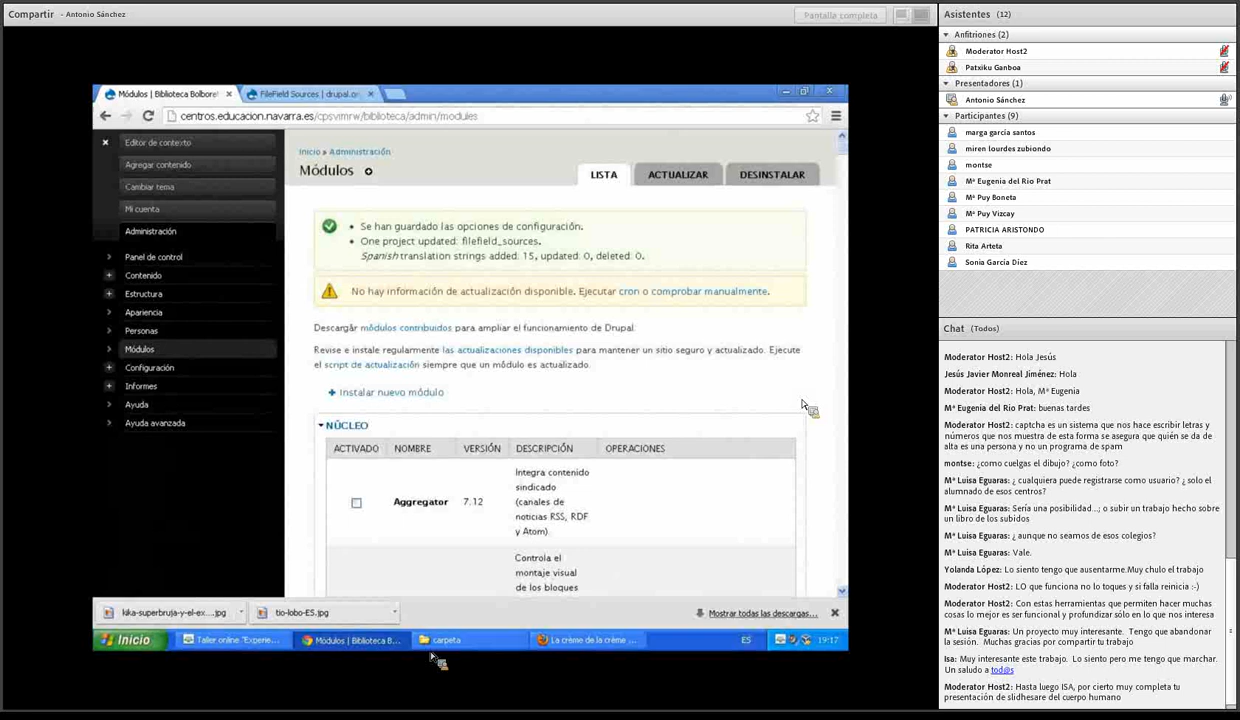 Compartir - Antonio Sánchez
Pantalla completa
Módulos | Biblioteca Bolbore
FileField Sources | drupal.or
centros.educacion.navarra.es/cpsvimrw/biblioteca/admin/modules
Editor de contexto
Agregar contenido
Cambiar tema
Mi cuenta
Administración
Panel de control
Contenido
Estructura
Apariencia
Personas
Módulos
Configuración
Informes
Ayuda
Ayuda avanzada
Inicio » Administración
Módulos
LISTA
ACTUALIZAR
DESINSTALAR
Se han guardado las opciones de configuración.
One project updated: filefield_sources.
Spanish translation strings added: 15, updated: 0, deleted: 0.
No hay información de actualización disponible. Ejecutar cron o comprobar manualmente.
Descargar módulos contribuidos para ampliar el funcionamiento de Drupal.
Revise e instale regularmente las actualizaciones disponibles para mantener un sitio seguro y actualizado. Ejecute
el script de actualización siempre que un módulo es actualizado.
+ Instalar nuevo módulo
NÚCLEO
ACTIVADO NOMBRE VERSIÓN DESCRIPCIÓN OPERACIONES
Aggregator 7.12
Integra contenido
sindicado
(canales de
noticias RSS, RDF
y Atom).
Controla el
montaje visual
de los bloques
kika-superbruja-y-el-ex....jpg
tio-lobo-ES.jpg
Mostrar todas las descargas...
Inicio
Taller online "Experie...
Módulos | Biblioteca B...
carpeta
La crème de la crème ...
ES
19:17
Asistentes (12)
Anfitriones (2)
Moderator Host2
Patxiku Ganboa
Presentadores (1)
Antonio Sánchez
Participantes (9)
marga garcia santos
miren lourdes zubiondo
montse
Mª Eugenia del Rio Prat
Mª Puy Boneta
Mª Puy Vizcay
PATRICIA ARISTONDO
Rita Arteta
Sonia García Díez
Chat (Todos)
Moderator Host2: Hola Jesús
Jesús Javier Monreal Jiménez: Hola
Moderator Host2: Hola, Mª Eugenia
Mª Eugenia del Rio Prat: buenas tardes
Moderator Host2: captcha es un sistema que nos hace escribir letras y
números que nos muestra de esta forma se asegura que quién se da de
alta es una persona y no un programa de spam
montse: ¿como cuelgas el dibujo? ¿como foto?
Mª Luisa Eguaras: ¿ cualquiera puede registrarse como usuario? ¿ solo el
alumnado de esos centros?
Mª Luisa Eguaras: Sería una posibilidad...; o subir un trabajo hecho sobre
un libro de los subidos
Mª Luisa Eguaras: ¿ aunque no seamos de esos colegios?
Mª Luisa Eguaras: Vale.
Yolanda López: Lo siento tengo que ausentarme.Muy chulo el trabajo
Moderator Host2: LO que funciona no lo toques y si falla reinicia :-)
Moderator Host2: Con estas herramientas que permiten hacer muchas
cosas lo mejor es ser funcional y profundizar sólo en lo que nos interesa
Mª Luisa Eguaras: Un proyecto muy interesante. Tengo que abandonar
la sesión. Muchas gracias por compartir tu trabajo
Isa: Muy interesante este trabajo. Lo siento pero me tengo que marchar.
Un saludo a tod@s
Moderator Host2: Hasta luego ISA, por cierto muy completa tu
presentación de slidhesare del cuerpo humano